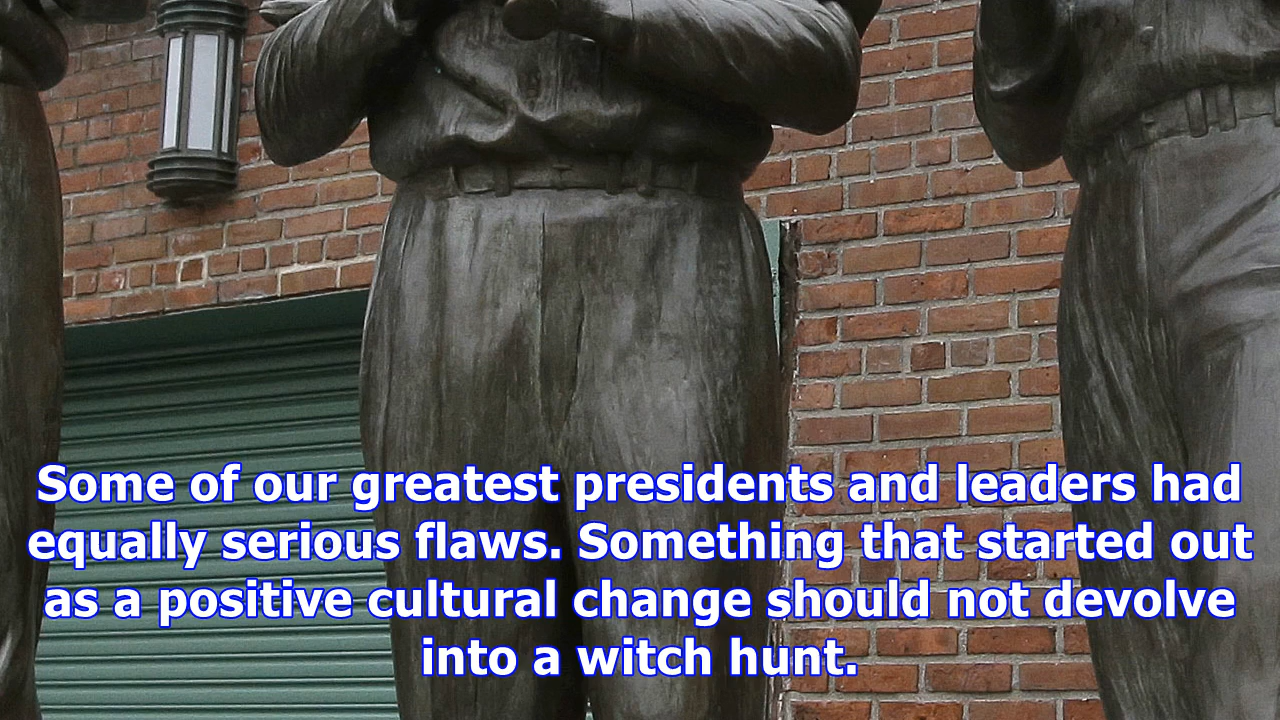 Some of our greatest presidents and leaders had
equally serious flaws. Something that started out
as a positive cultural change should not devolve
into a witch hunt.